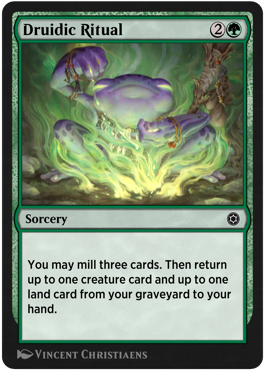 Druidic Ritual 2
Sorcery
You may mill three cards. Then return
up to one creature card and up to one
land card from your graveyard to your
hand.
Vincent Christiaens